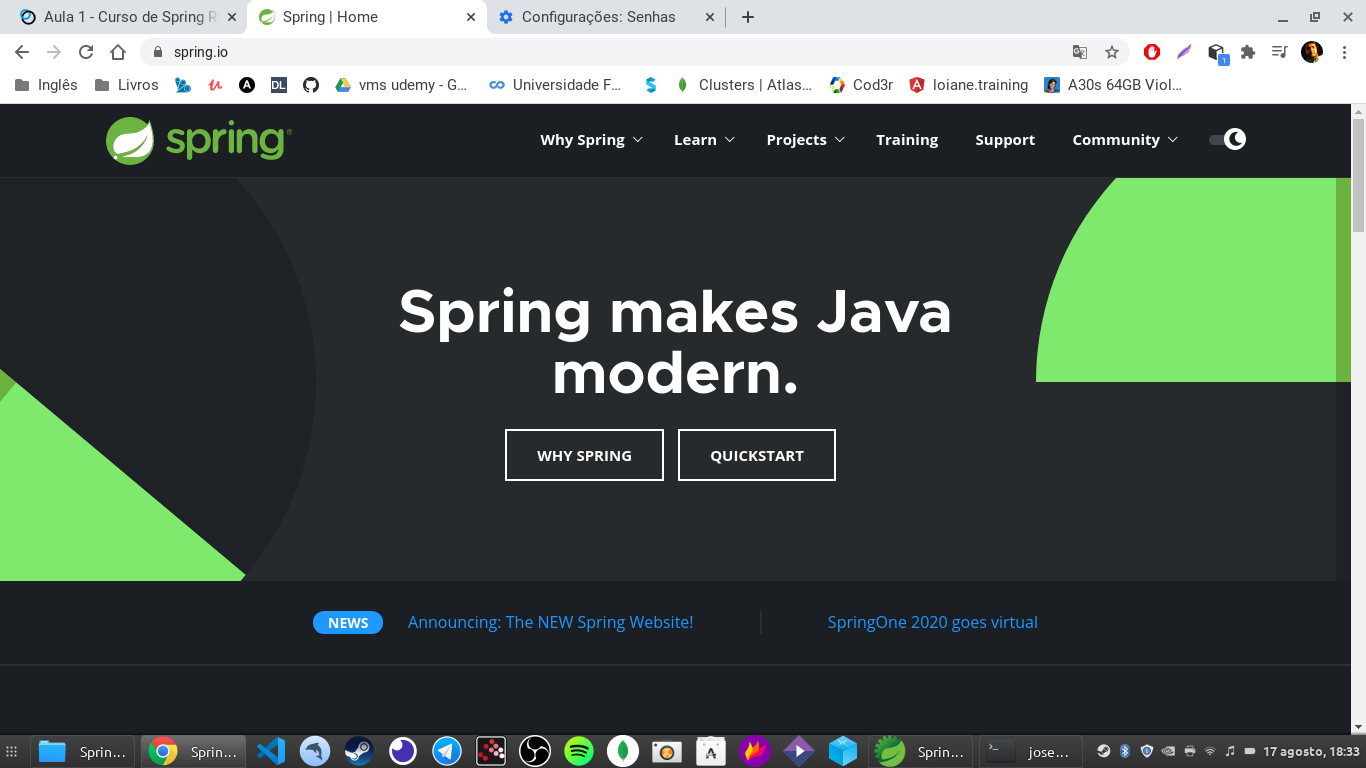 Aula 1 - Curso de Spring R
Spring | Home
Configurações: Senhas
spring.io
1
Inglês
Livros
DL
vms udemy - G...
Universidade F...
Clusters | Atlas...
Cod3r
loiane.training
A30s 64GB Viol...
spring
Why Spring
Learn
Projects
Training
Support
Community
Spring makes Java
modern.
WHY SPRING
QUICKSTART
NEWS
Announcing: The NEW Spring Website!
SpringOne 2020 goes virtual
Sprin...
Sprin...
Sprin...
jose...
17 agosto, 18:33